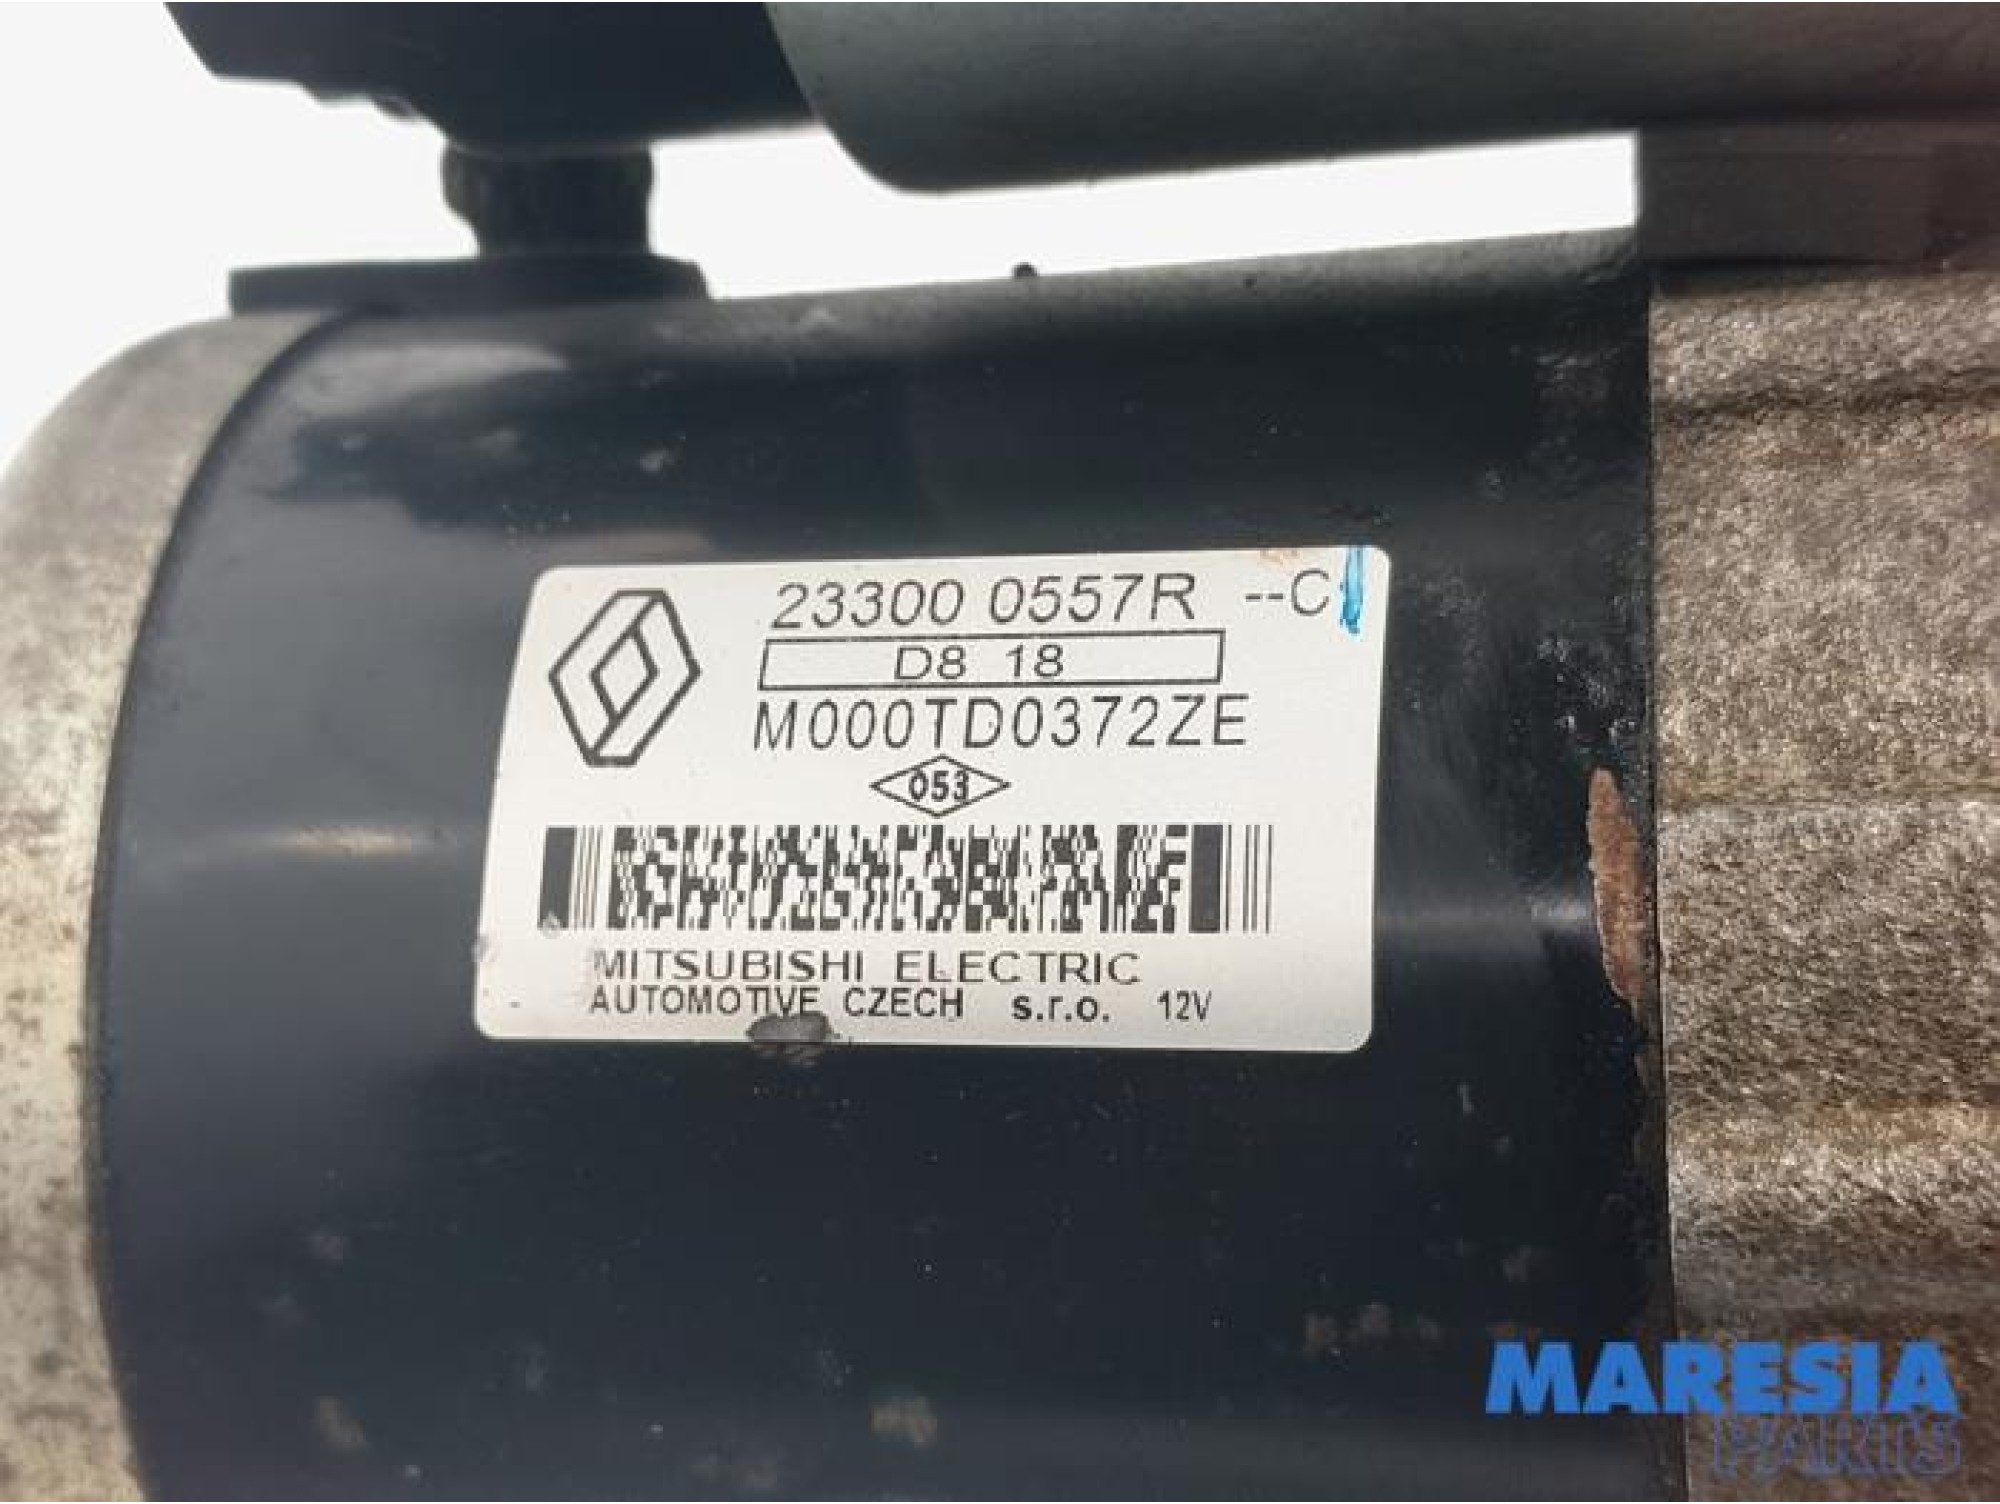 23300 0557R --C
D8 18
M000TD0372ZE
053
MITSUBISHI ELECTRIC
AUTOMOTIVE CZECH s.r.o. 12V
MARESIA
PARTS